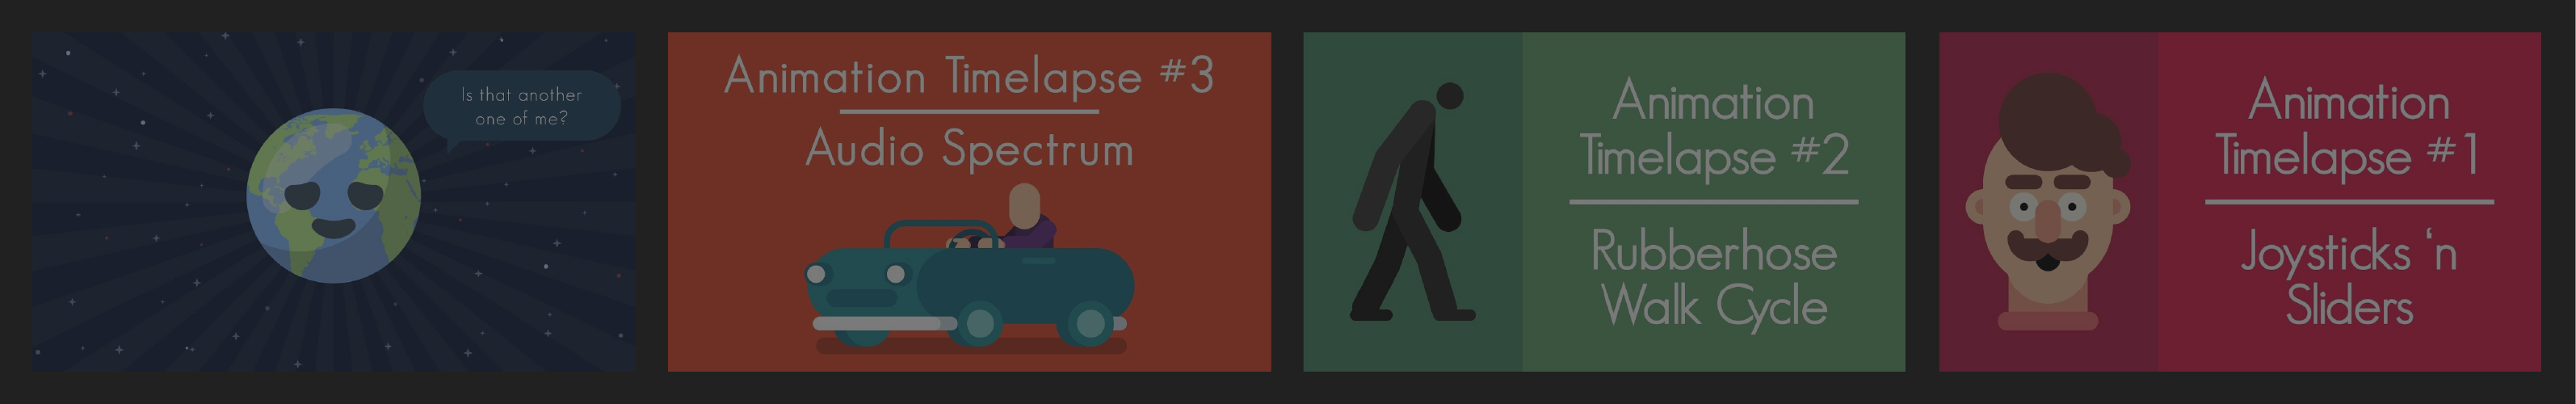 Is that another
one of me?
Animation Timelapse #3
Audio Spectrum
Animation
Timelapse #2
Rubberhose
Walk Cycle
Animation
Timelapse #1
Joysticks ‘n
Sliders